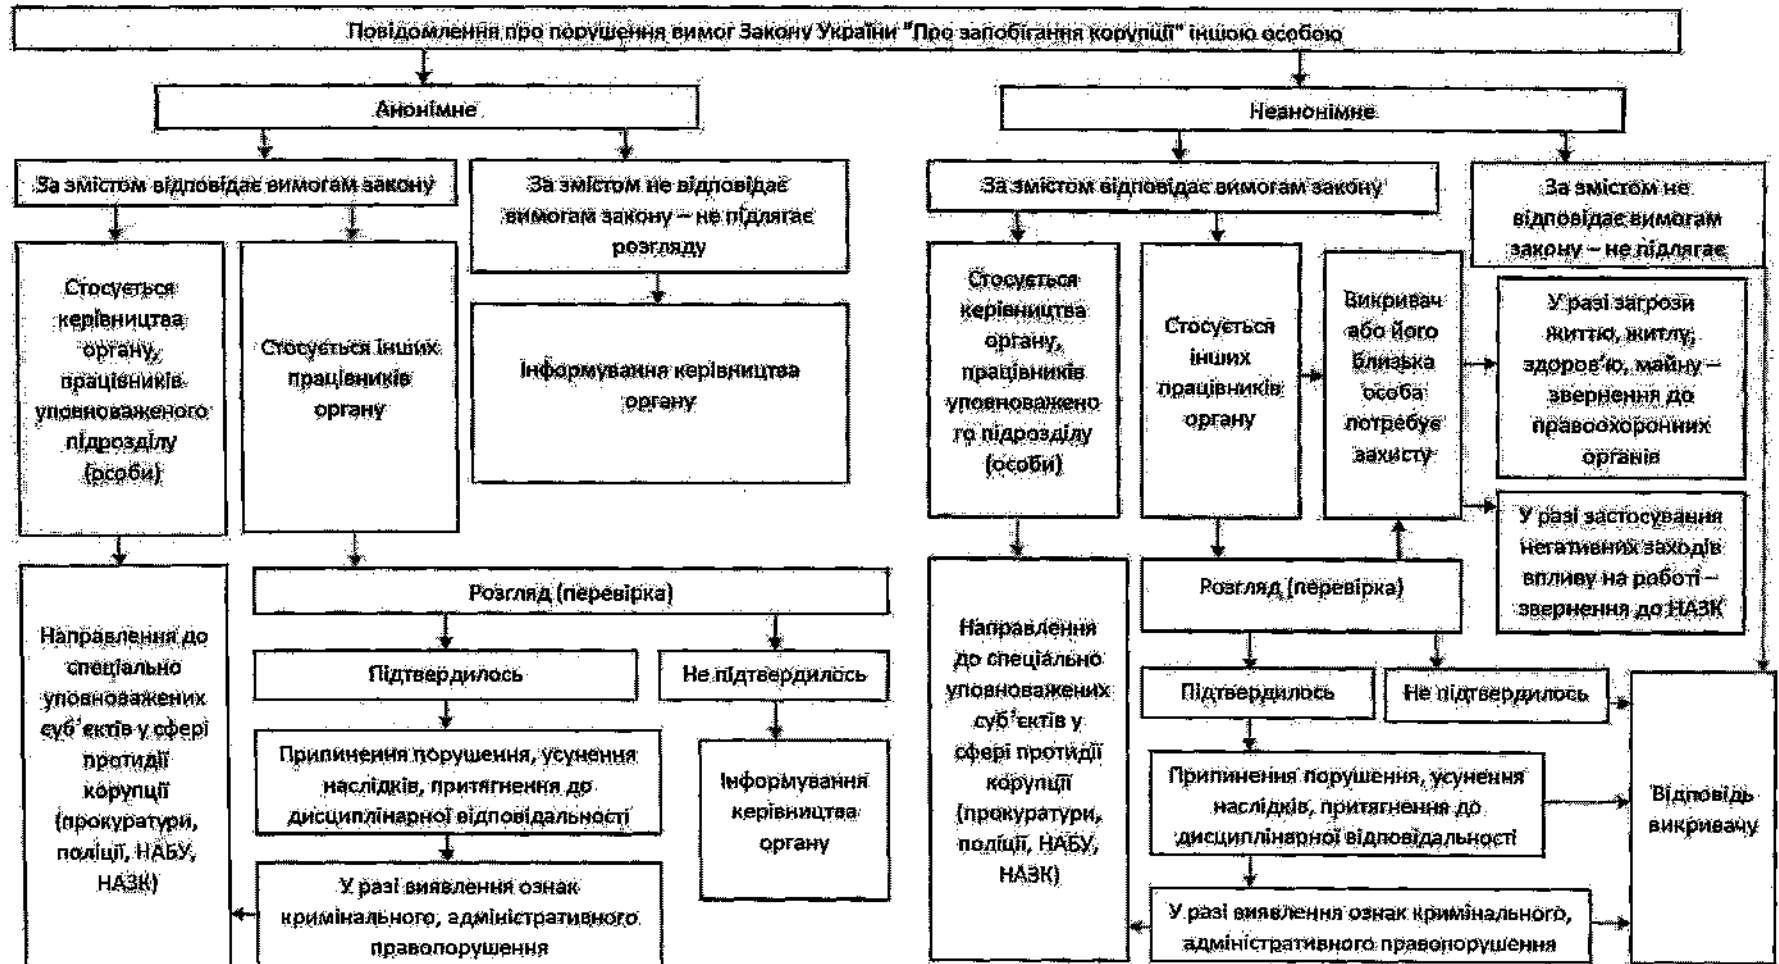 Повідомлення про порушення вимог Закону України "Про запобігання корупції" іншою особою
Анонімне
За змістом відповідає вимогам закону
За змістом не відповідає
вимогам закону – не підлягає
розгляду
Стосується
керівництва
органу,
працівників
уповноваженого
підрозділу
(особи)
Стосується інших
працівників
органу
Інформування керівництва
органу
Направлення до
спеціально
уповноважених
суб'єктів у сфері
протидії
корупції
(прокуратури,
поліції, НАБУ,
НАЗК)
Розгляд (перевірка)
Підтвердилось
Не підтвердилось
Припинення порушення, усунення
наслідків, притягнення до
дисциплінарної відповідальності
Інформування
керівництва
органу
У разі виявлення ознак
кримінального, адміністративного
правопорушення
Неанонімне
За змістом відповідає вимогам закону
За змістом не
відповідає вимогам
закону – не підлягає
Стосується
керівництва
органу,
працівників
уповноважено
го підрозділу
(особи)
Стосується
інших
працівників
органу
Викривач
або його
близька
особа
потребує
захисту
У разі загрози
життю, житлу,
здоров'ю, майну –
звернення до
правоохоронних
органів
У разі застосування
негативних заходів
впливу на роботі –
звернення до НАЗК
Направлення
до спеціально
уповноважених
суб'єктів у
сфері протидії
корупції
(прокуратури,
поліції, НАБУ,
НАЗК)
Розгляд (перевірка)
Підтвердилось
Не підтвердилось
Припинення порушення, усунення
наслідків, притягнення до
дисциплінарної відповідальності
У разі виявлення ознак кримінального,
адміністративного правопорушення
Відповідь
викривачу